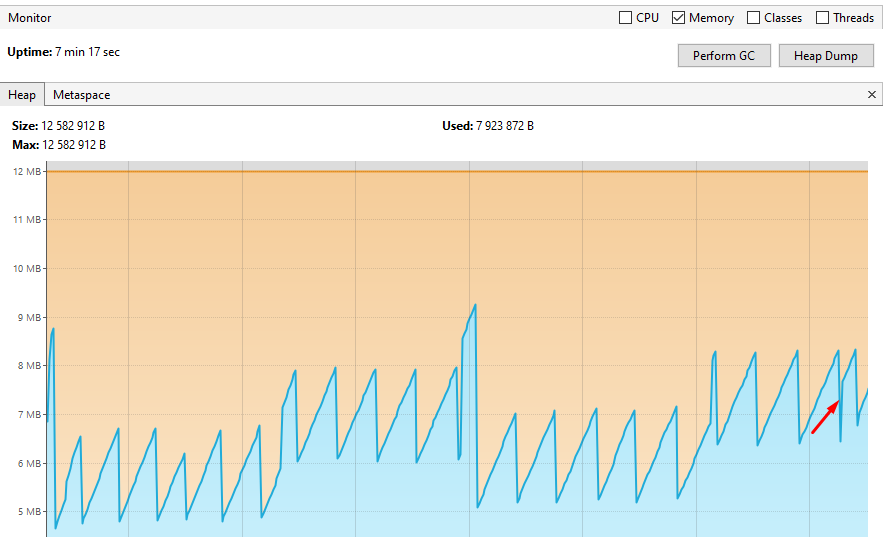 Monitor
CPU Memory Classes Threads
Uptime: 7 min 17 sec
Perform GC Heap Dump
Heap Metaspace ×
Size: 12 582 912 B Used: 7 923 872 B
Max: 12 582 912 B
12 MB
11 MB
10 MB
9 MB
8 MB
7 MB
6 MB
5 MB